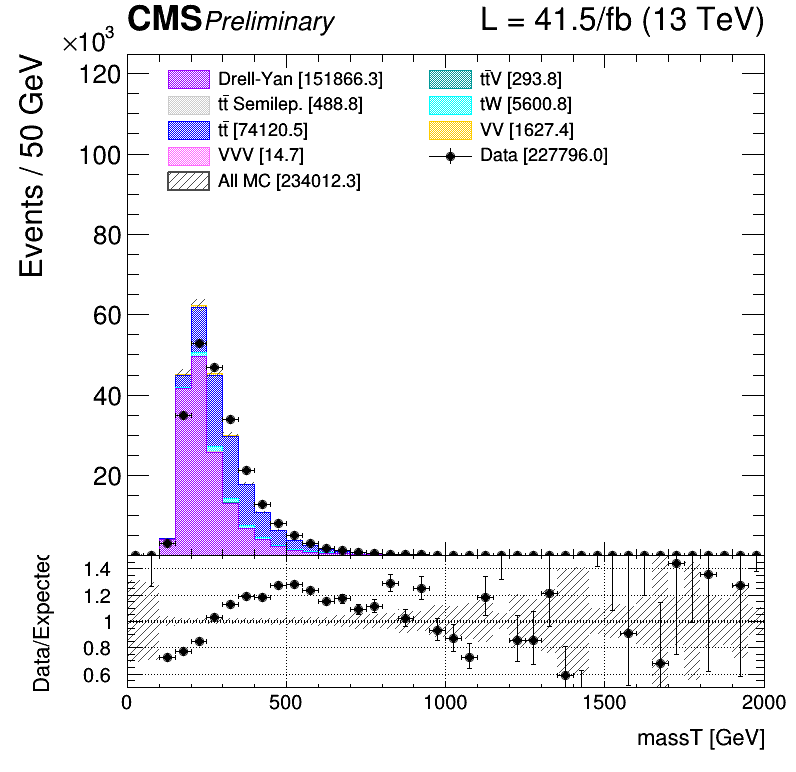 CMS Preliminary L = 41.5/fb (13 TeV)
×10³
Events / 50 GeV
120
100
80
60
40
20
Drell-Yan [151866.3]
tt̄ Semilep. [488.8]
tt̄ [74120.5]
VVV [14.7]
All MC [234012.3]
tt̄V [293.8]
tW [5600.8]
VV [1627.4]
Data [227796.0]
Data/Expected
1.4
1.2
1
0.8
0.6
0 500 1000 1500 2000
massT [GeV]